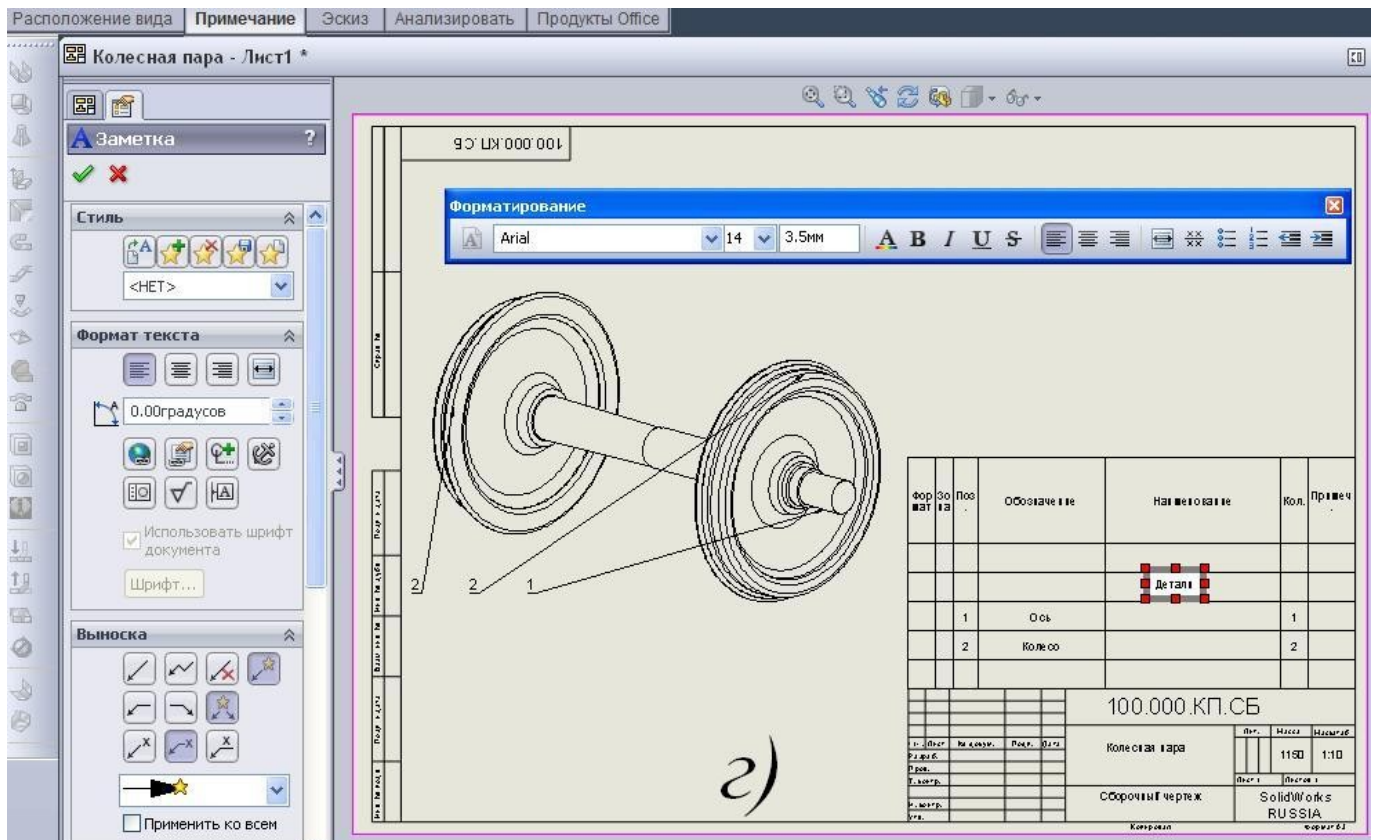 Расположение вида
Примечание
Эскиз
Анализировать
Продукты Office
Колесная пара - Лист1 *
Заметка
?
Стиль
<НЕТ>
Формат текста
0.00градусов
Использовать шрифт
документа
Шрифт...
Выноска
Применить ко всем
100.000.КП.СБ
Форматирование
Arial
14
3.5мм
2
2
1
Обозначение
Наименование
Кол.
Детали
1 Ось 1
2 Колесо 2
100.000.КП.СБ
Колесная пара
Масса
Масштаб
1150
1:10
Сборочный чертеж
SolidWorks
RUSSIA
Копировал
г)